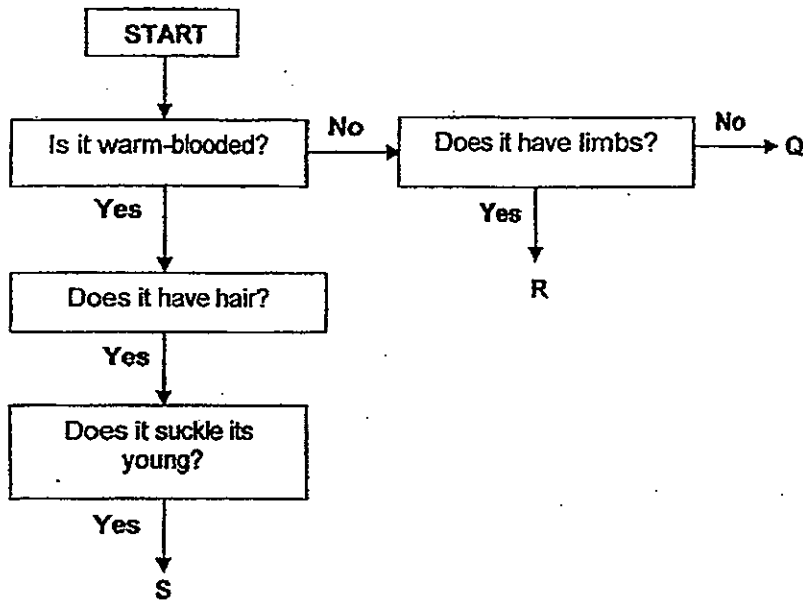 START
Is it warm-blooded?
No
Does it have limbs?
No
Q
Yes
Yes
R
Does it have hair?
Yes
Does it suckle its
young?
Yes
S